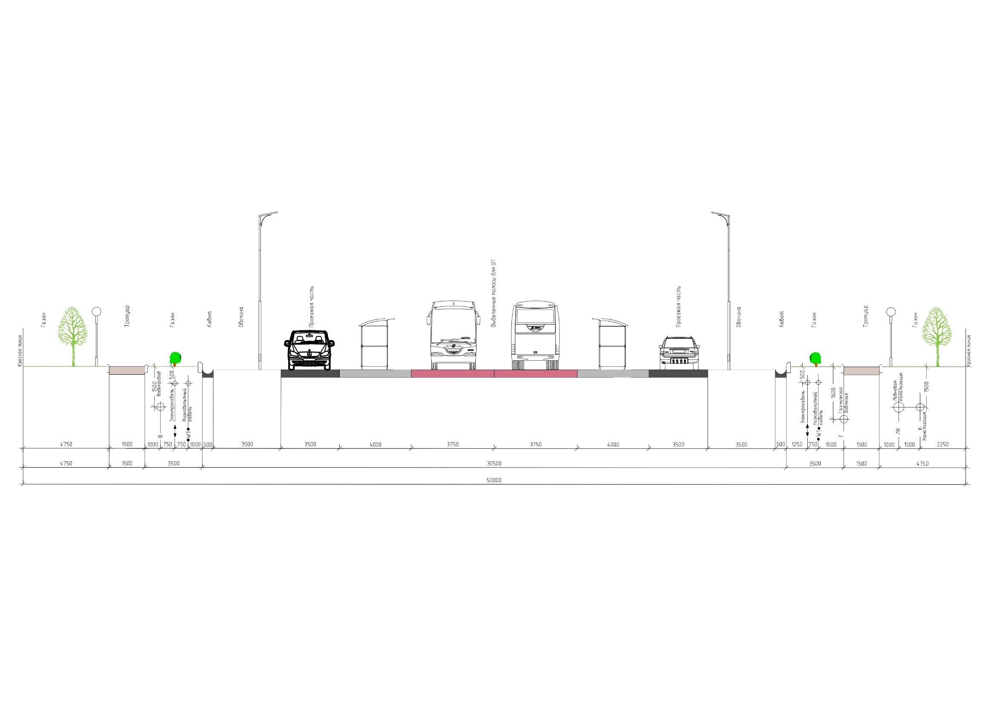 Выделенные полосы для ОТ
Проезжая часть
Проезжая часть
Газон
Тротуар
Газон
Кювет
Обочина
Обочина
Кювет
Газон
Тротуар
Газон
Красная линия
Красная линия
1500
Водопровод
500
Электрокабель
Низковольтный
кабель
В
W1
500
Электрокабель
Низковольтный
кабель
W1
1600
Газ низкого
давления
Г
Ливневая
канализация
ЛК
1500
К
Канализация
4750 1500 1000 750 750 1000 500 3500 3500 4000 3750 3750 4000 3500 3500 500 1250 750 1500 1500 1000 1500 2250
4750 1500 3500 30500 3500 1500 4750
50000